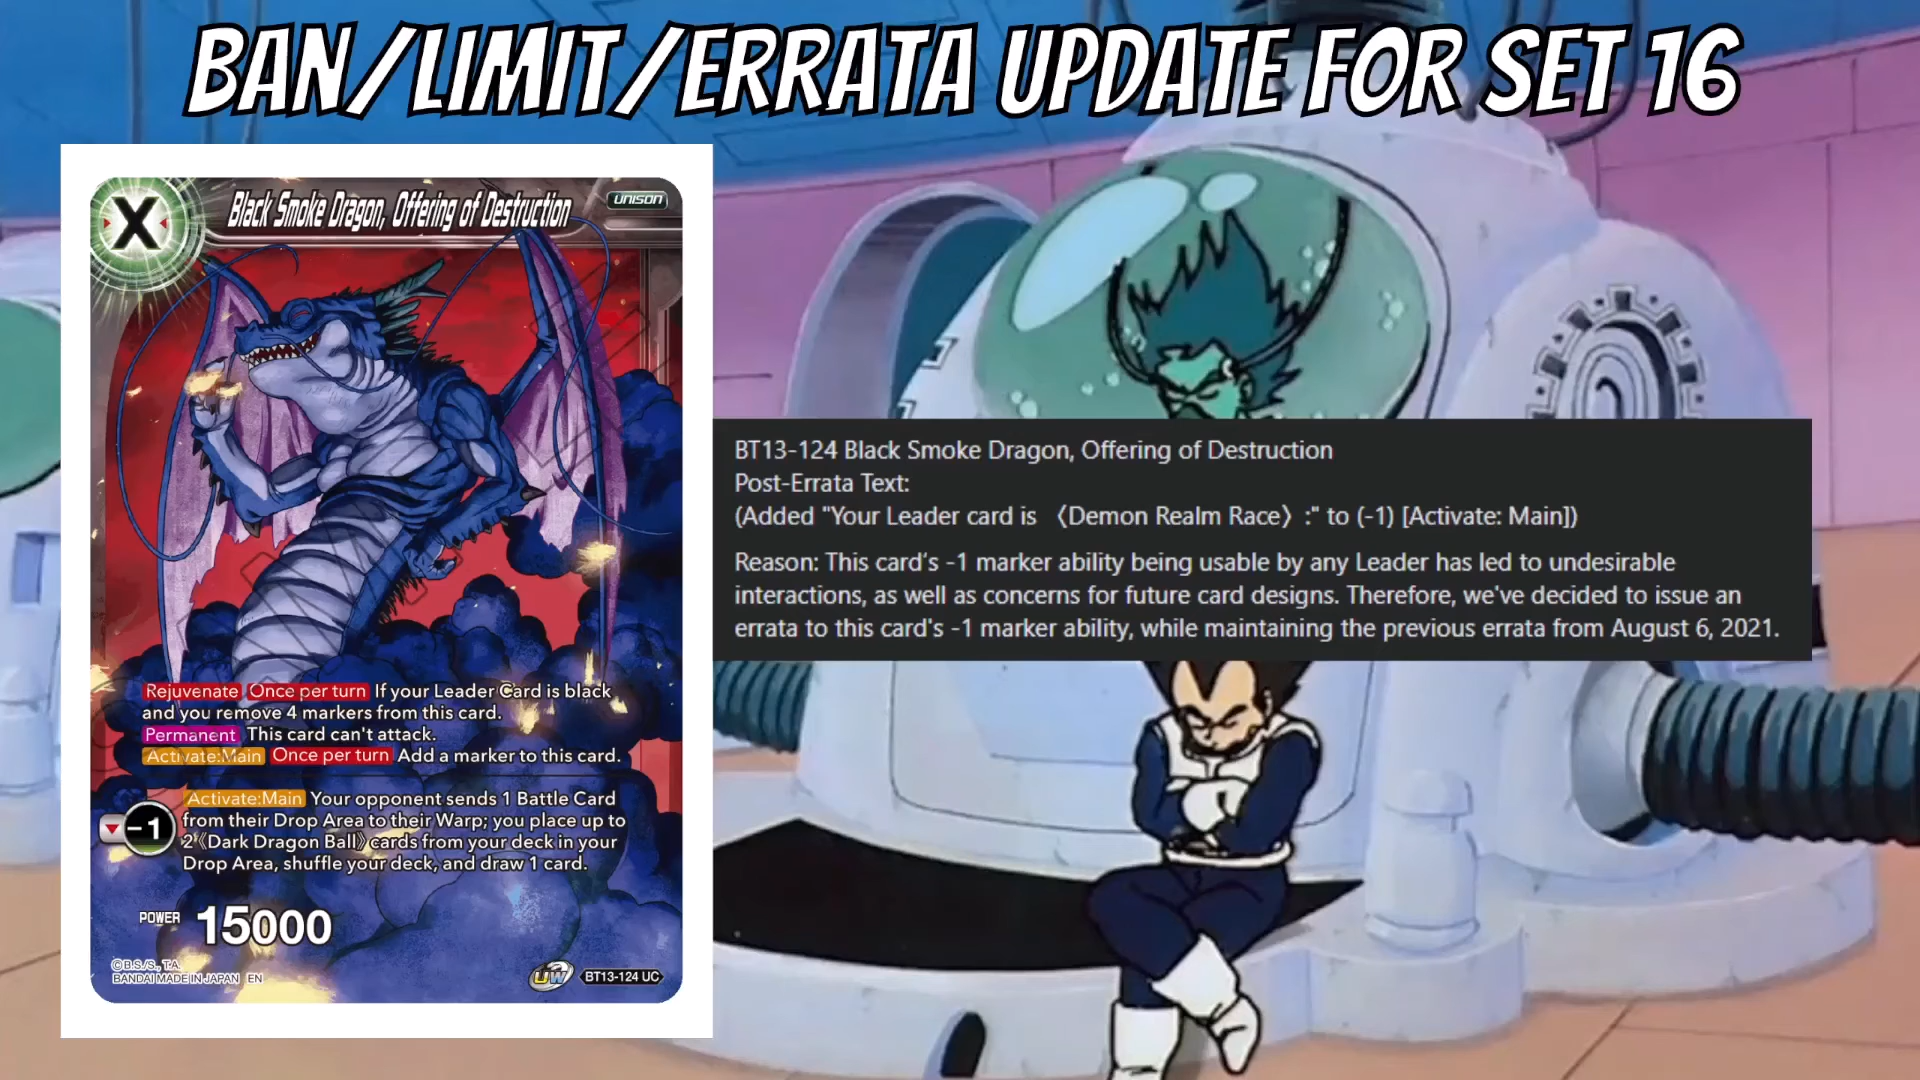 BAN/LIMIT/ERRATA UPDATE FOR SET 16
X
Black Smoke Dragon, Offering of Destruction
UNISON
Rejuvenate Once per turn If your Leader Card is black
and you remove 4 markers from this card.
Permanent This card can't attack.
Activate:Main Once per turn Add a marker to this card.
-1
Activate:Main Your opponent sends 1 Battle Card
from their Drop Area to their Warp; you place up to
2《Dark Dragon Ball》cards from your deck in your
Drop Area, shuffle your deck, and draw 1 card.
POWER 15000
©B.S./S., T.A.
BANDAI MADE IN JAPAN EN
UW
BT13-124 UC
BT13-124 Black Smoke Dragon, Offering of Destruction
Post-Errata Text:
(Added "Your Leader card is 《Demon Realm Race》:" to (-1) [Activate: Main])
Reason: This card's -1 marker ability being usable by any Leader has led to undesirable
interactions, as well as concerns for future card designs. Therefore, we've decided to issue an
errata to this card's -1 marker ability, while maintaining the previous errata from August 6, 2021.